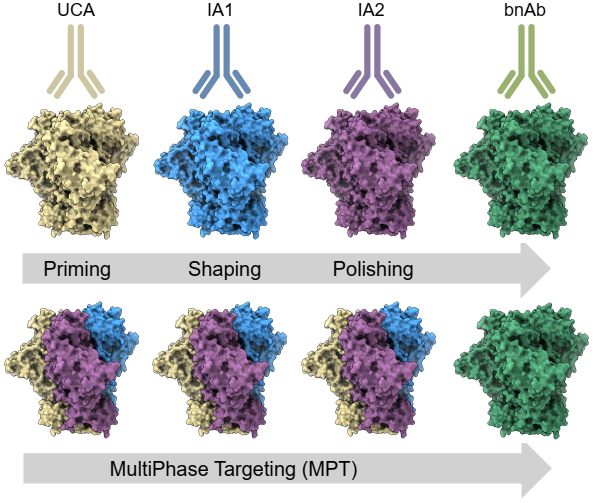 UCA IA1 IA2 bnAb
Priming Shaping Polishing
MultiPhase Targeting (MPT)